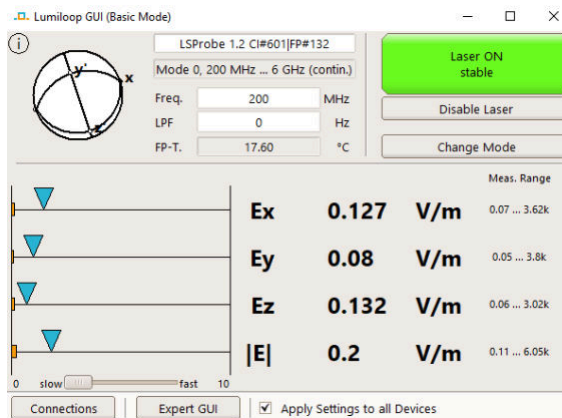 Lumiloop GUI (Basic Mode)
i
y'
x
z
LSProbe 1.2 CI#601|FP#132
Mode 0, 200 MHz ... 6 GHz (contin.)
Freq. 200 MHz
LPF 0 Hz
FP-T. 17.60 °C
Laser ON
stable
Disable Laser
Change Mode
Meas. Range
Ex 0.127 V/m 0.07 ... 3.62k
Ey 0.08 V/m 0.05 ... 3.8k
Ez 0.132 V/m 0.06 ... 3.02k
|E| 0.2 V/m 0.11 ... 6.05k
0 slow fast 10
Connections Expert GUI Apply Settings to all Devices